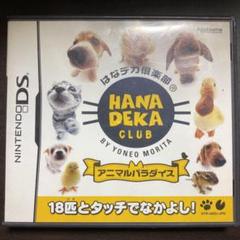 NINTENDO DS
はなデカ倶楽部®
HANA
DEKA
CLUB
BY YONEO MORITA
アニマルパラダイス
18匹とタッチでなかよし!